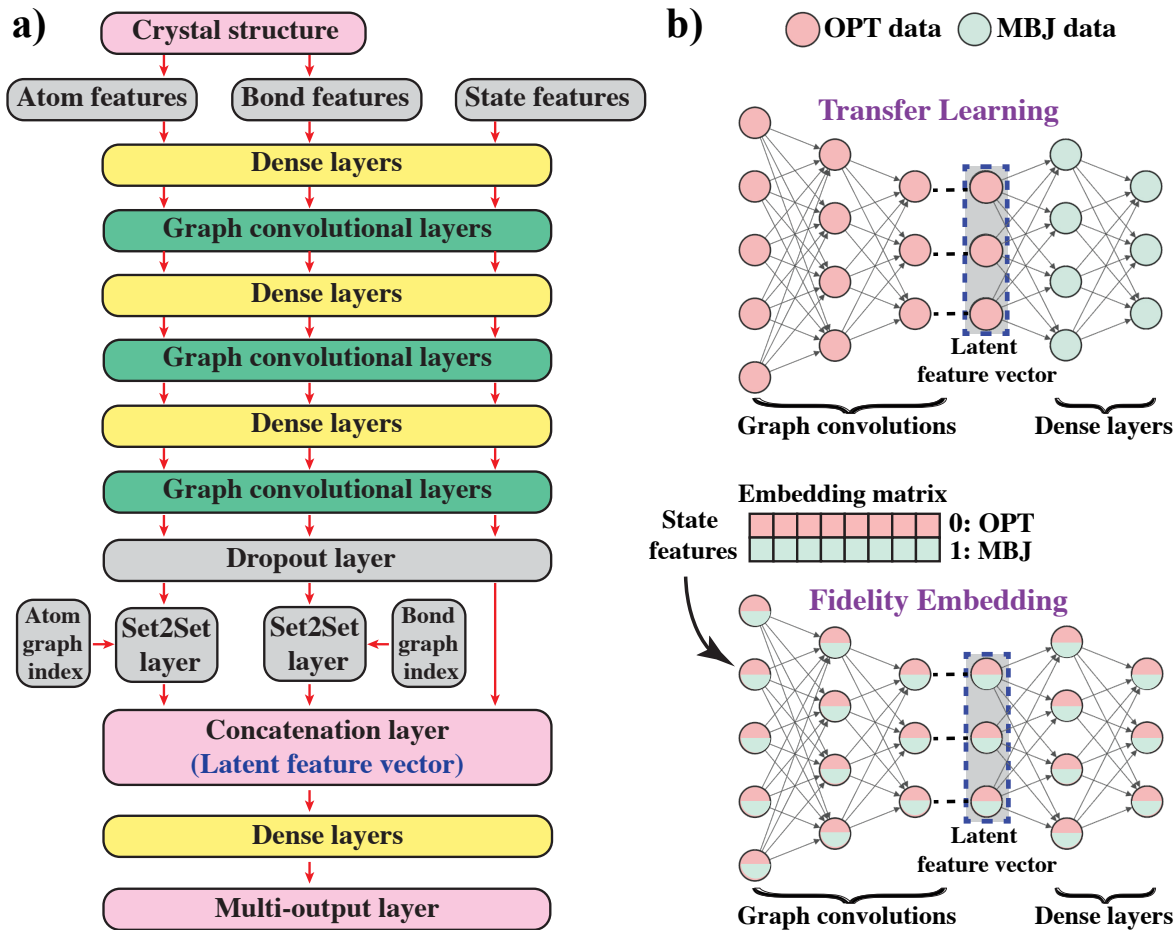 a)
Crystal structure
Atom features
Bond features
State features
Dense layers
Graph convolutional layers
Dense layers
Graph convolutional layers
Dense layers
Graph convolutional layers
Dropout layer
Atom
graph
index
Set2Set
layer
Set2Set
layer
Bond
graph
index
Concatenation layer
(Latent feature vector)
Dense layers
Multi-output layer
b)
OPT data
MBJ data
Transfer Learning
Latent
feature vector
Graph convolutions
Dense layers
Embedding matrix
State
features
0: OPT
1: MBJ
Fidelity Embedding
Latent
feature vector
Graph convolutions
Dense layers